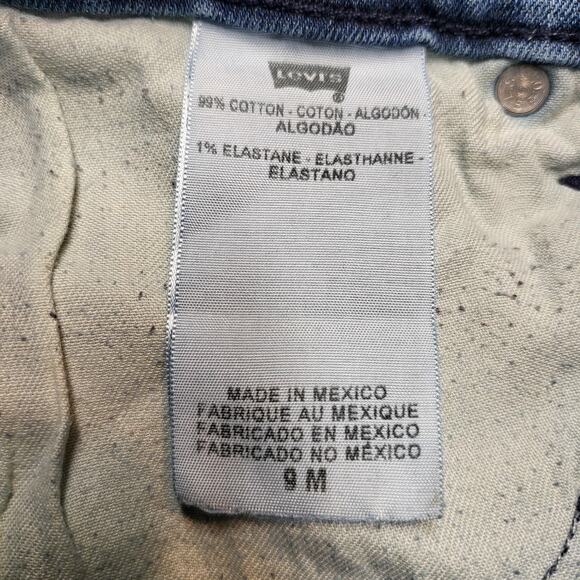 LEVI'S
®
99% COTTON - COTON - ALGODÓN -
ALGODÃO
1% ELASTANE - ELASTHANNE -
ELASTANO
MADE IN MEXICO
FABRIQUE AU MEXIQUE
FABRICADO EN MEXICO
FABRICADO NO MÉXICO
9 M